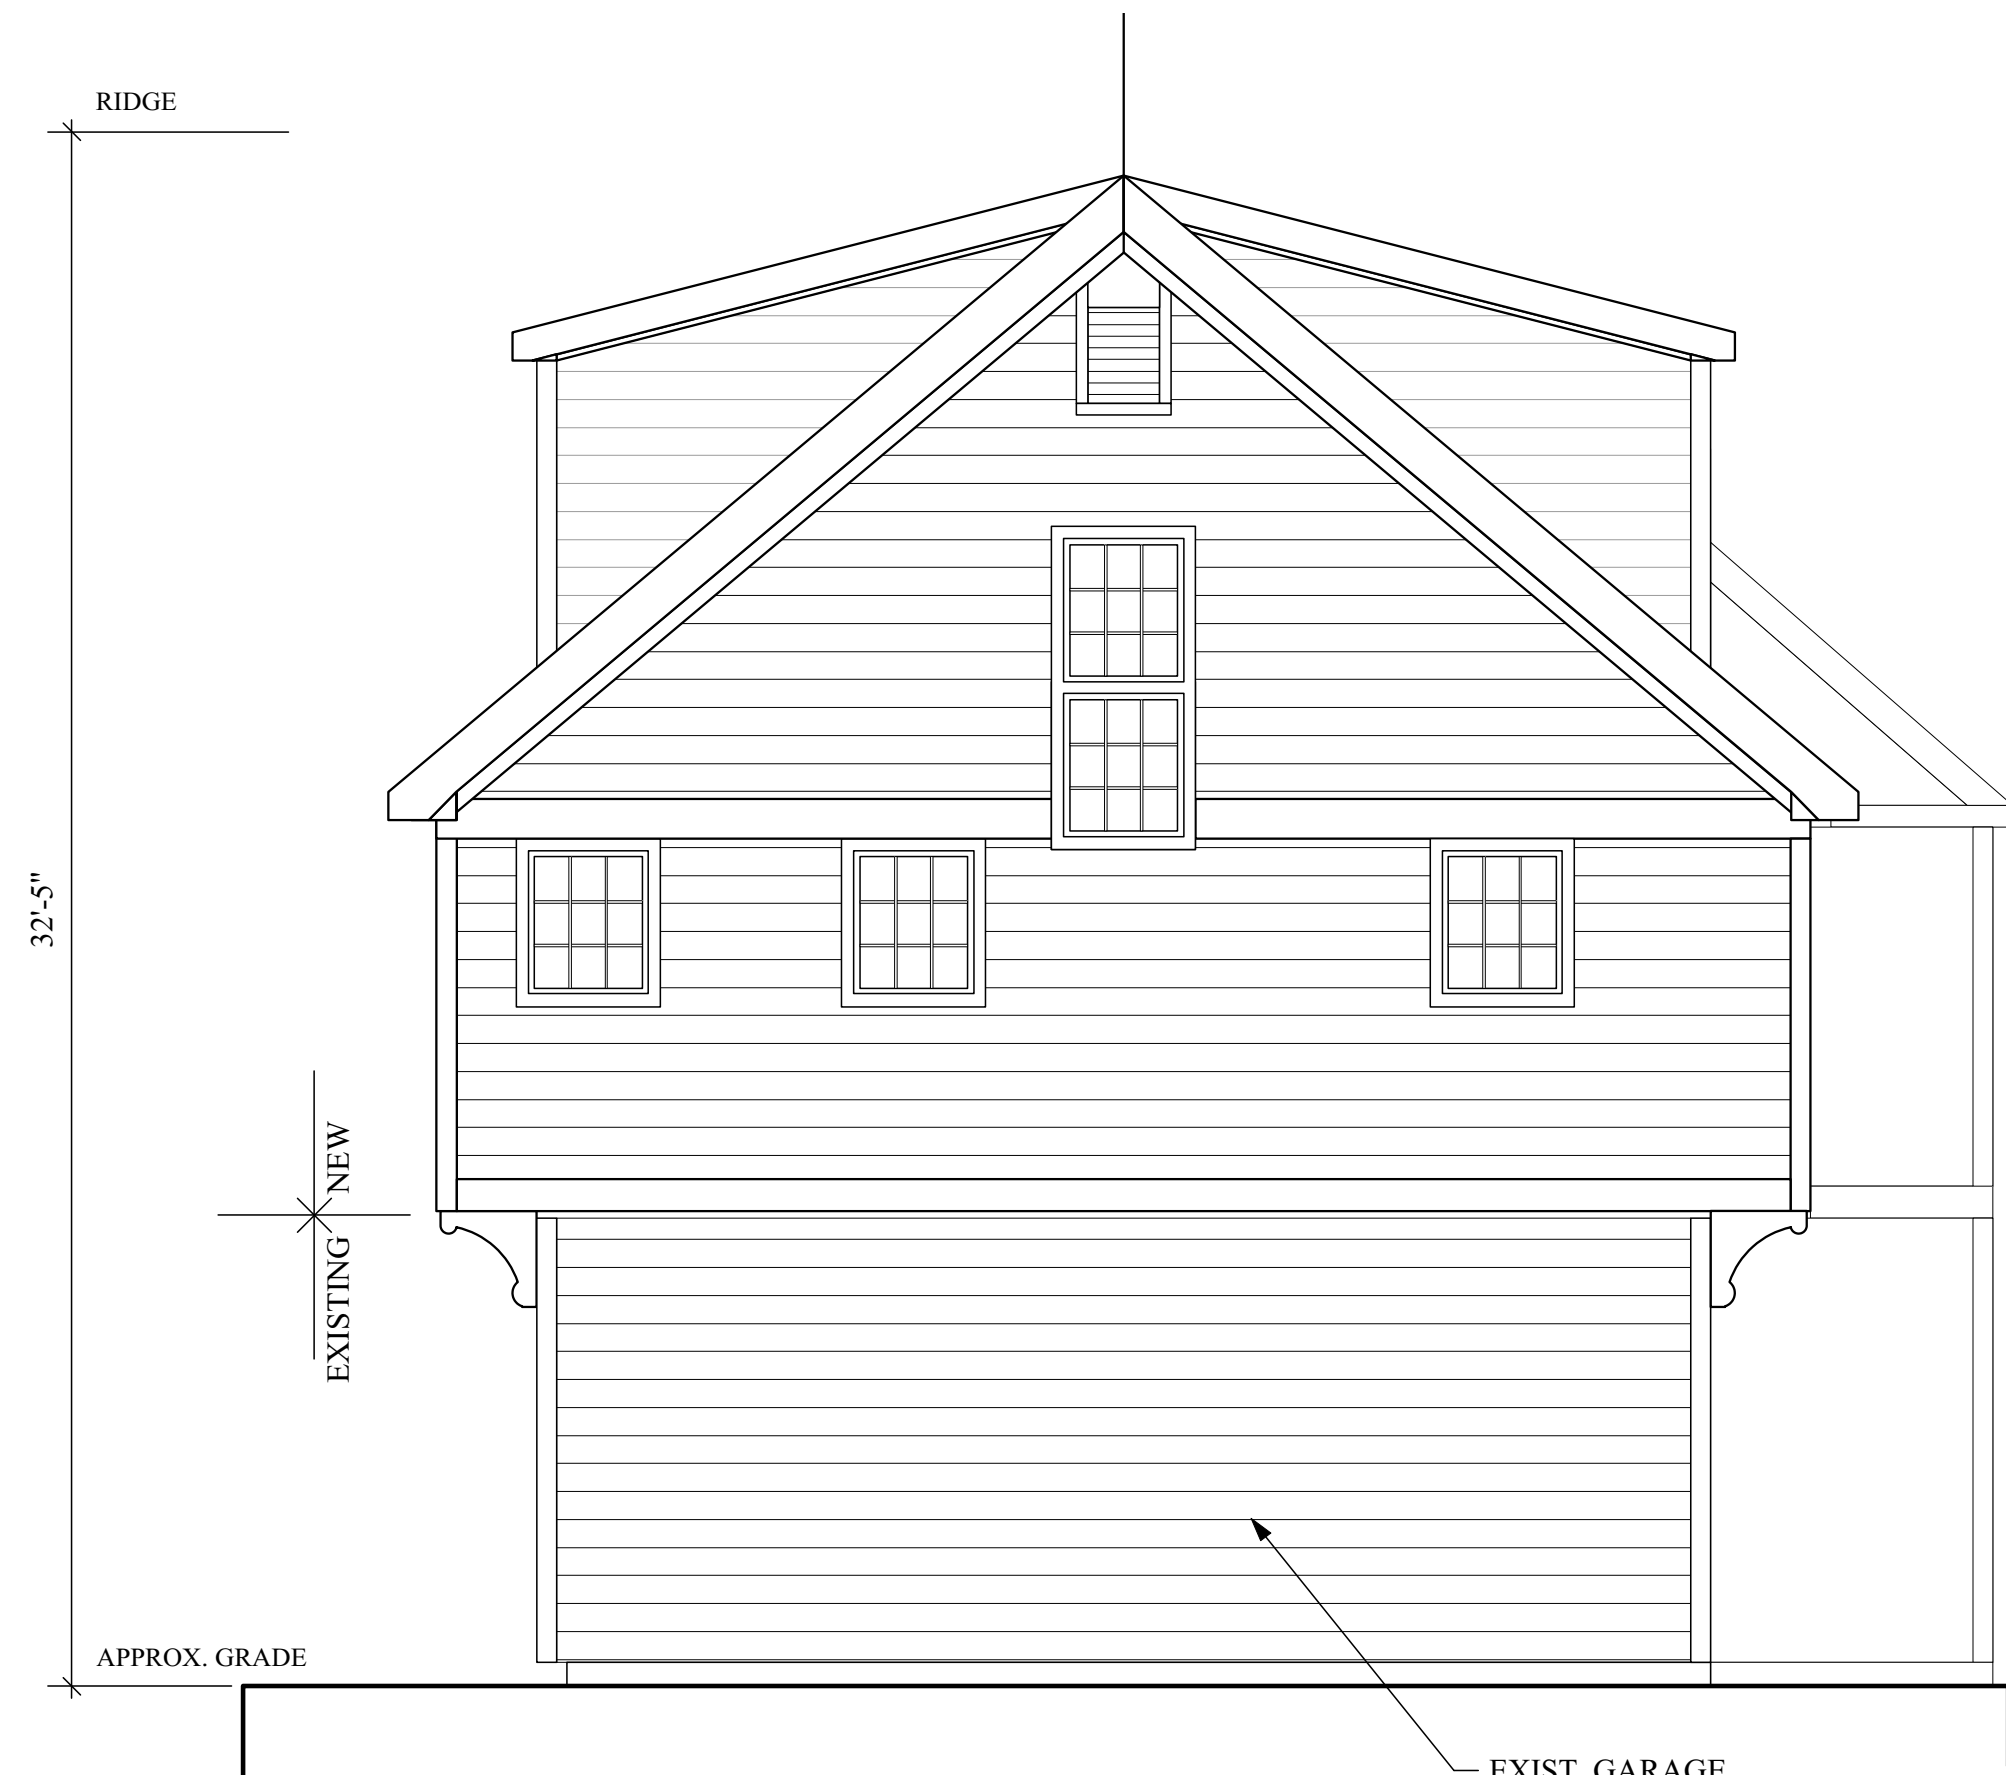 RIDGE
32'-5"
NEW
EXISTING
APPROX. GRADE
EXIST. GARAGE